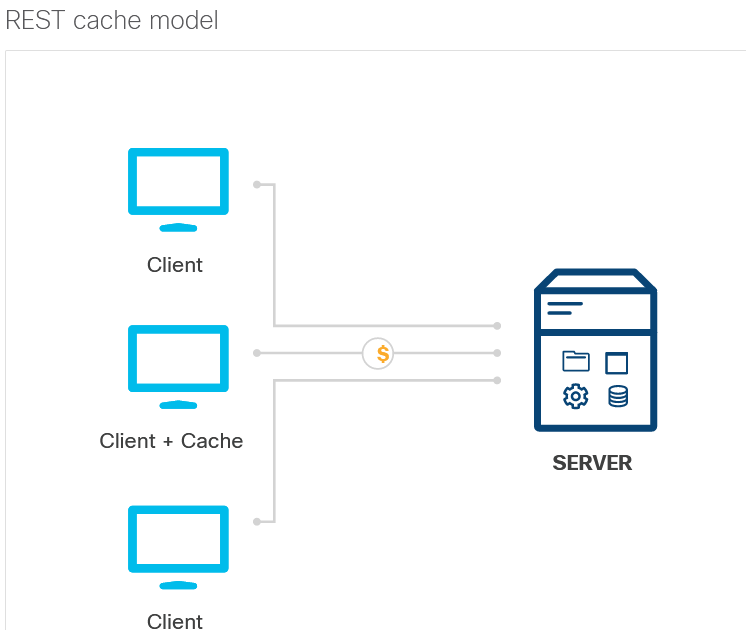 REST cache model
Client
$
Client + Cache
SERVER
Client